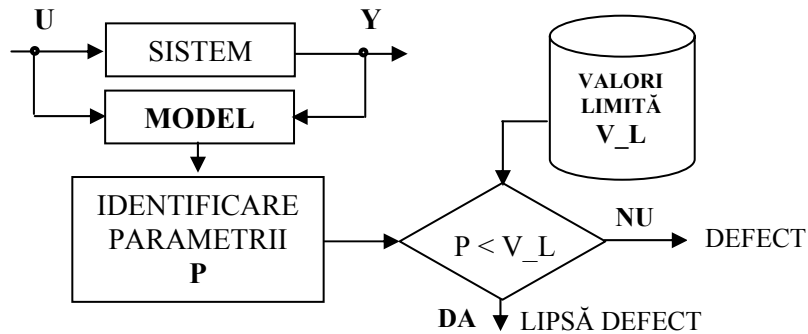 U
Y
SISTEM
MODEL
VALORI
LIMITĂ
V_L
IDENTIFICARE
PARAMETRII
P
P < V_L
NU
DEFECT
DA
LIPSĂ DEFECT